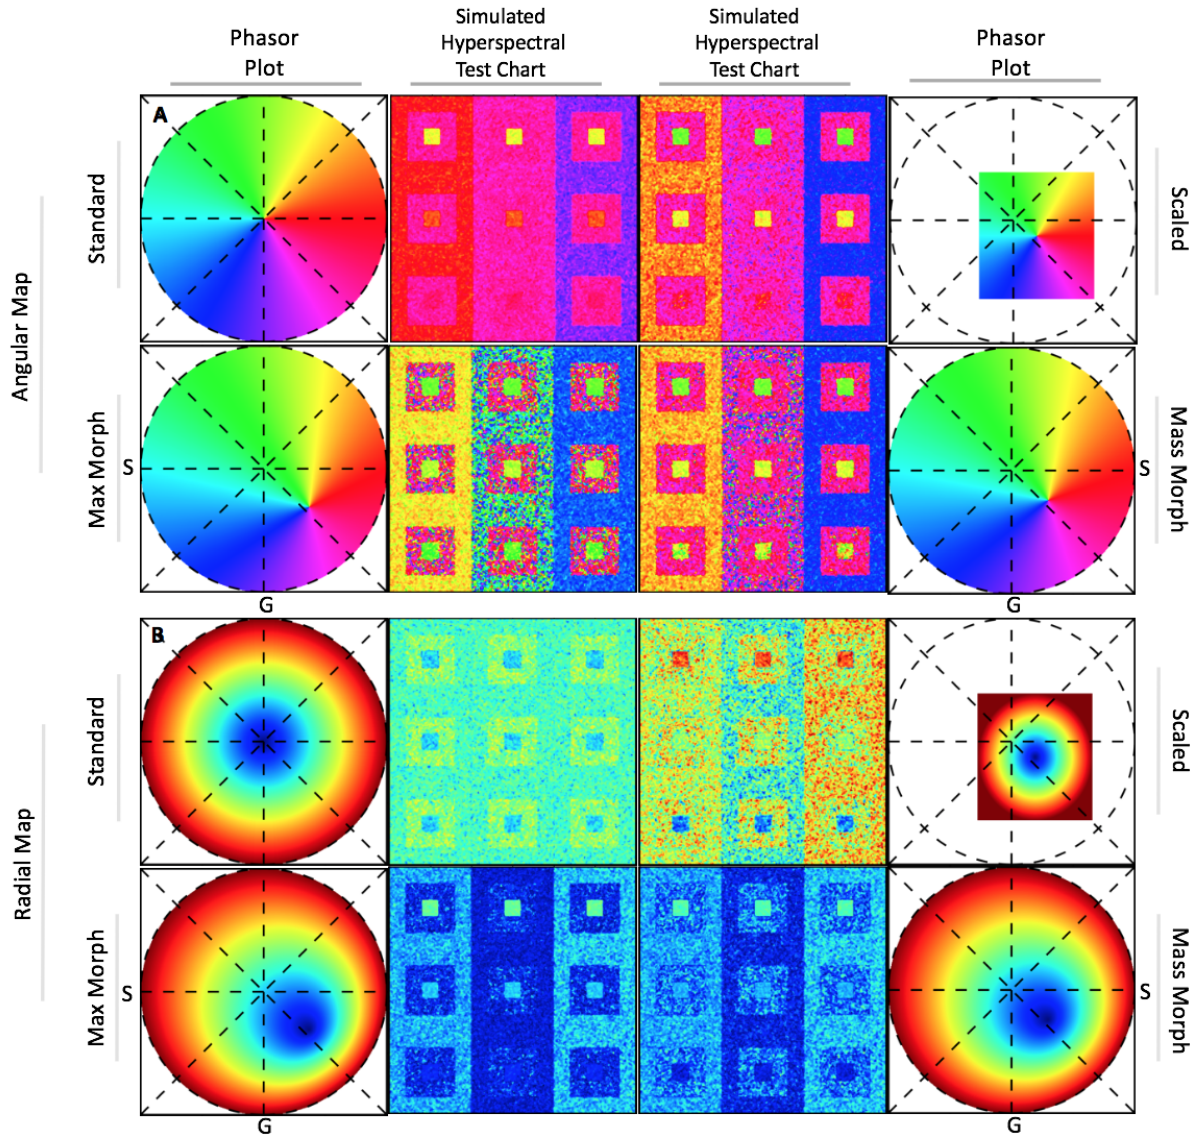 Phasor
Plot
Simulated
Hyperspectral
Test Chart
Simulated
Hyperspectral
Test Chart
Phasor
Plot
Angular Map
Standard
A
Scaled
Max Morph
S
G
S
G
Mass Morph
Radial Map
Standard
B
Scaled
Max Morph
S
G
S
G
Mass Morph